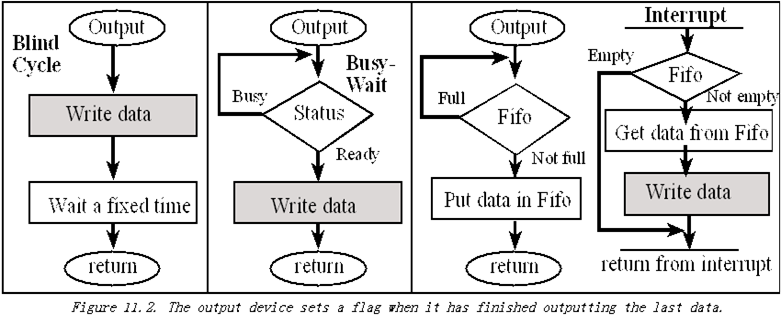 Output
Blind
Cycle
Write data
Wait a fixed time
return
Output
Busy-
Wait
Busy
Status
Ready
Write data
return
Output
Full
Fifo
Not full
Put data in Fifo
return
Interrupt
Empty
Fifo
Not empty
Get data from Fifo
Write data
return from interrupt
Figure 11.2. The output device sets a flag when it has finished outputting the last data.